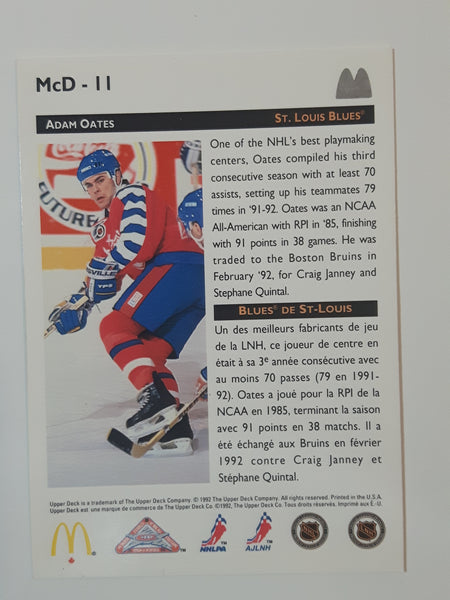 McD - 11
ADAM OATES
ST. LOUIS BLUES®
One of the NHL's best playmaking
centers, Oates compiled his third
consecutive season with at least 70
assists, setting up his teammates 79
times in '91-92. Oates was an NCAA
All-American with RPI in '85, finishing
with 91 points in 38 games. He was
traded to the Boston Bruins in
February '92, for Craig Janney and
Stephane Quintal.
BLUES® DE ST-LOUIS
Un des meilleurs fabricants de jeu
de la LNH, ce joueur de centre en
était à sa 3e année consécutive avec
au moins 70 passes (79 en 1991-
92). Oates a joué pour la RPI de la
NCAA en 1985, terminant la saison
avec 91 points en 38 matchs. Il a
été échangé aux Bruins en février
1992 contre Craig Janney et
Stéphane Quintal.
FUTURE
Upper Deck is a trademark of The Upper Deck Company. © 1992 The Upper Deck Company. All rights reserved. Printed in the U.S.A.
Upper Deck est une marque de commerce de The Upper Deck Co. ©1992, The Upper Deck Co. Tous droits réservés, Imprimé aux É.-U.
NHLPA
AJLNH